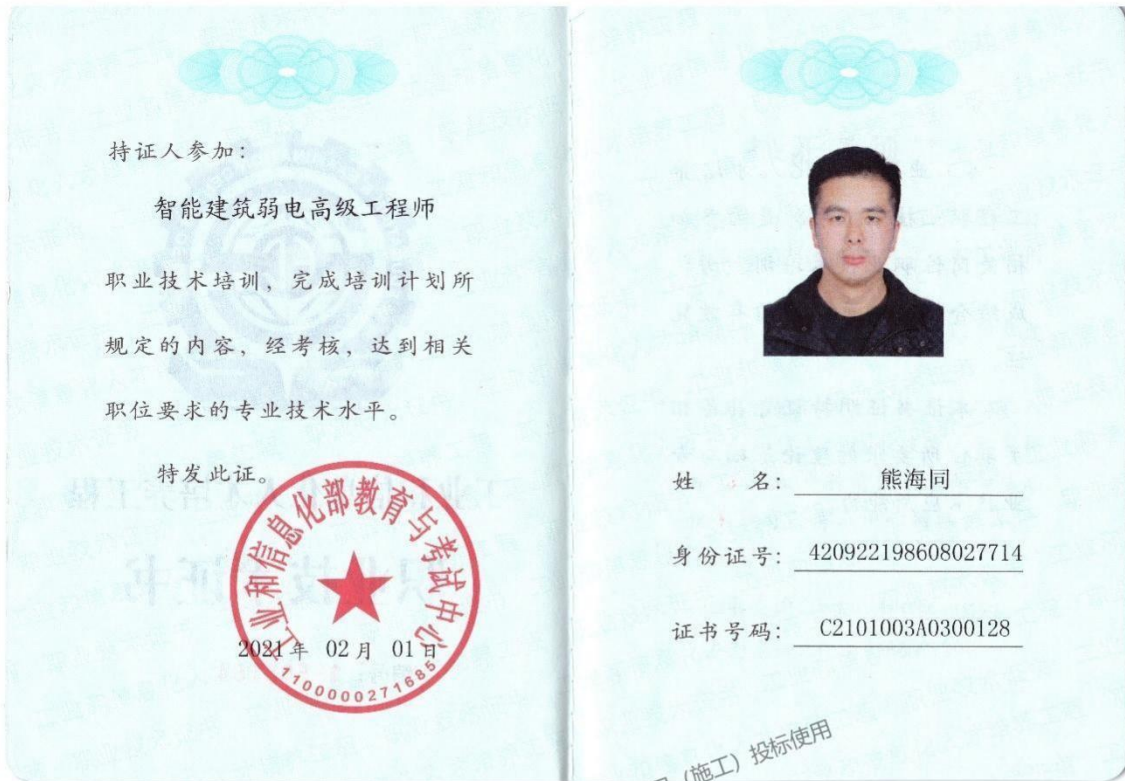 持证人参加：
智能建筑弱电高级工程师
职业技术培训，完成培训计划所
规定的内容，经考核，达到相关
职位要求的专业技术水平。
特发此证。
工业和信息化部教育与考试中心
2021年 02月 01日
11000000271685
姓 名：熊海同
身份证号：420922198608027714
证书号码：C2101003A0300128
（施工）投标使用